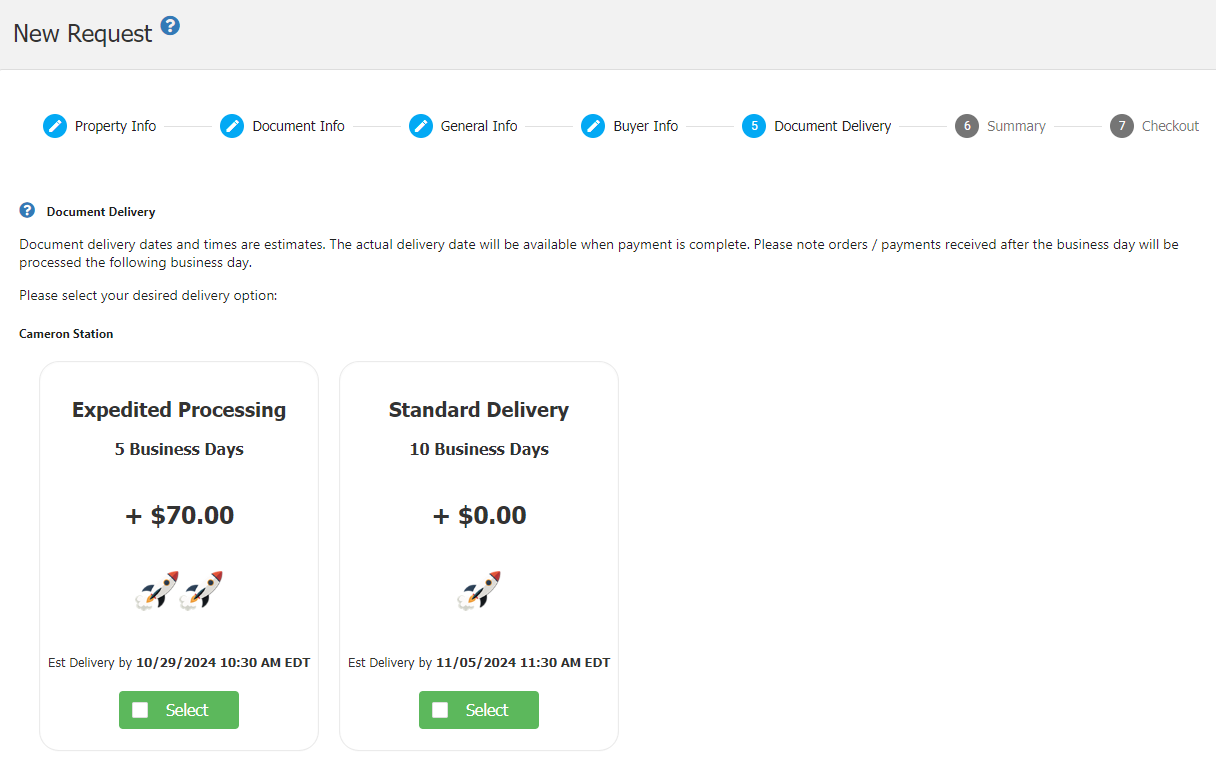 New Request ?
Property Info
Document Info
General Info
Buyer Info
5 Document Delivery
6 Summary
7 Checkout
? Document Delivery
Document delivery dates and times are estimates. The actual delivery date will be available when payment is complete. Please note orders / payments received after the business day will be
processed the following business day.
Please select your desired delivery option:
Cameron Station
Expedited Processing
5 Business Days
+ $70.00
Est Delivery by 10/29/2024 10:30 AM EDT
Select
Standard Delivery
10 Business Days
+ $0.00
Est Delivery by 11/05/2024 11:30 AM EDT
Select